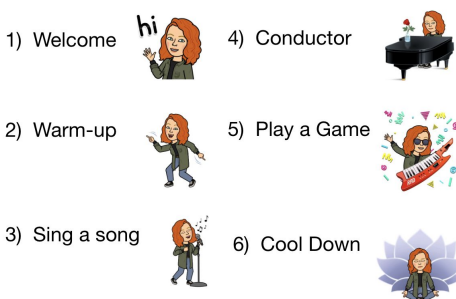 1) Welcome
hi
2) Warm-up
3) Sing a song
4) Conductor
5) Play a Game
6) Cool Down